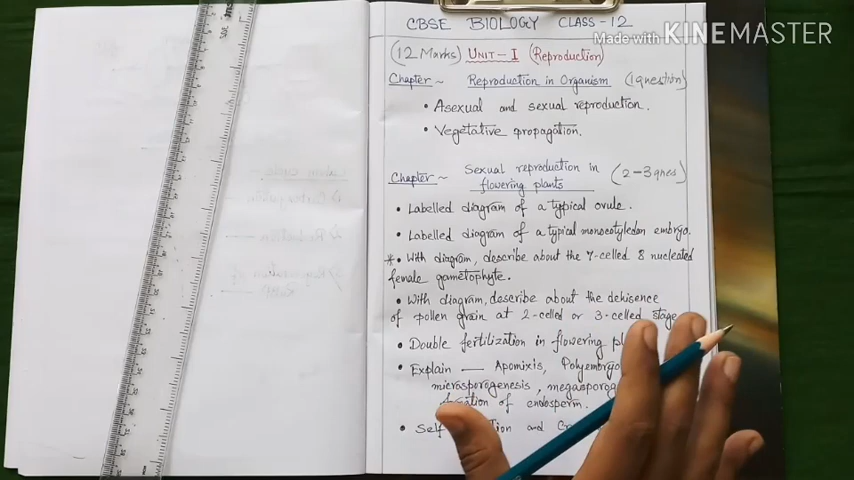 CBSE BIOLOGY CLASS-12
Made with KINEMASTER
(12 Marks) UNIT-I (Reproduction)
Chapter ~ Reproduction in Organism (1 Question)
• Asexual and sexual reproduction.
• Vegetative propagation.
Chapter ~ Sexual reproduction in (2-3 ques)
flowering plants
• Labelled diagram of a typical ovule.
• Labelled diagram of a typical monocotyledon embryo.
* • With diagram, describe about the 7-celled 8 nucleated
female gametophyte.
• With diagram, describe about the dehisence
of pollen grain at 2-celled or 3-celled stage
• Double fertilization in flowering
• Explain — Apomixis,
microsporogenesis,
of endosperm.
• Self and